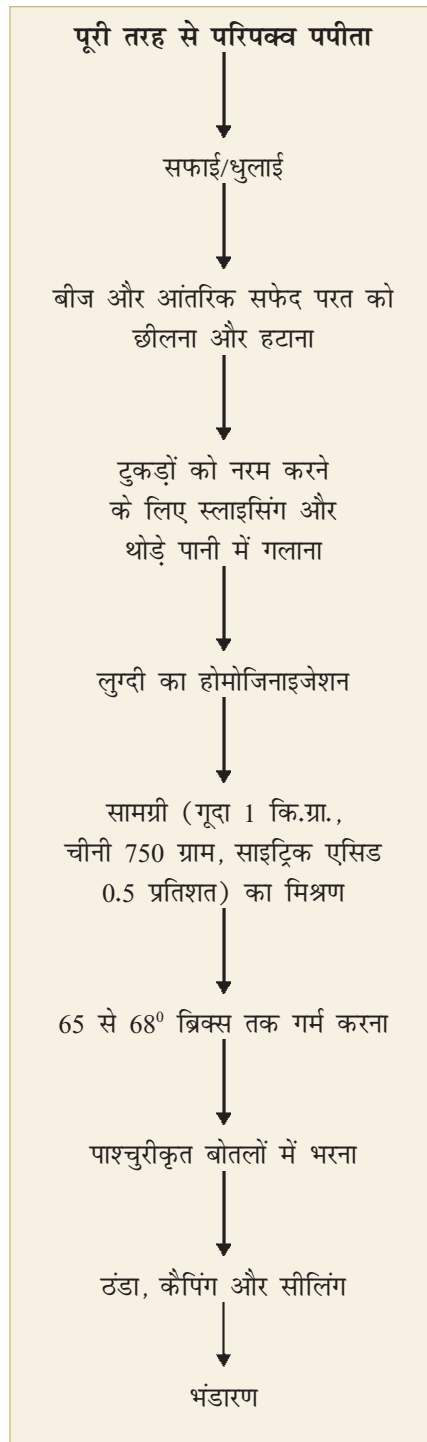 पूरी तरह से परिपक्व पपीता
सफाई/धुलाई
बीज और आंतरिक सफेद परत को
छीलना और हटाना
टुकड़ों को नरम करने
के लिए स्लाइसिंग और
थोड़े पानी में गलाना
लुग्दी का होमोजिनाइजेशन
सामग्री (गूदा 1 कि.ग्रा.,
चीनी 750 ग्राम, साइट्रिक एसिड
0.5 प्रतिशत) का मिश्रण
65 से 68⁰ ब्रिक्स तक गर्म करना
पाश्चुरीकृत बोतलों में भरना
ठंडा, कैपिंग और सीलिंग
भंडारण